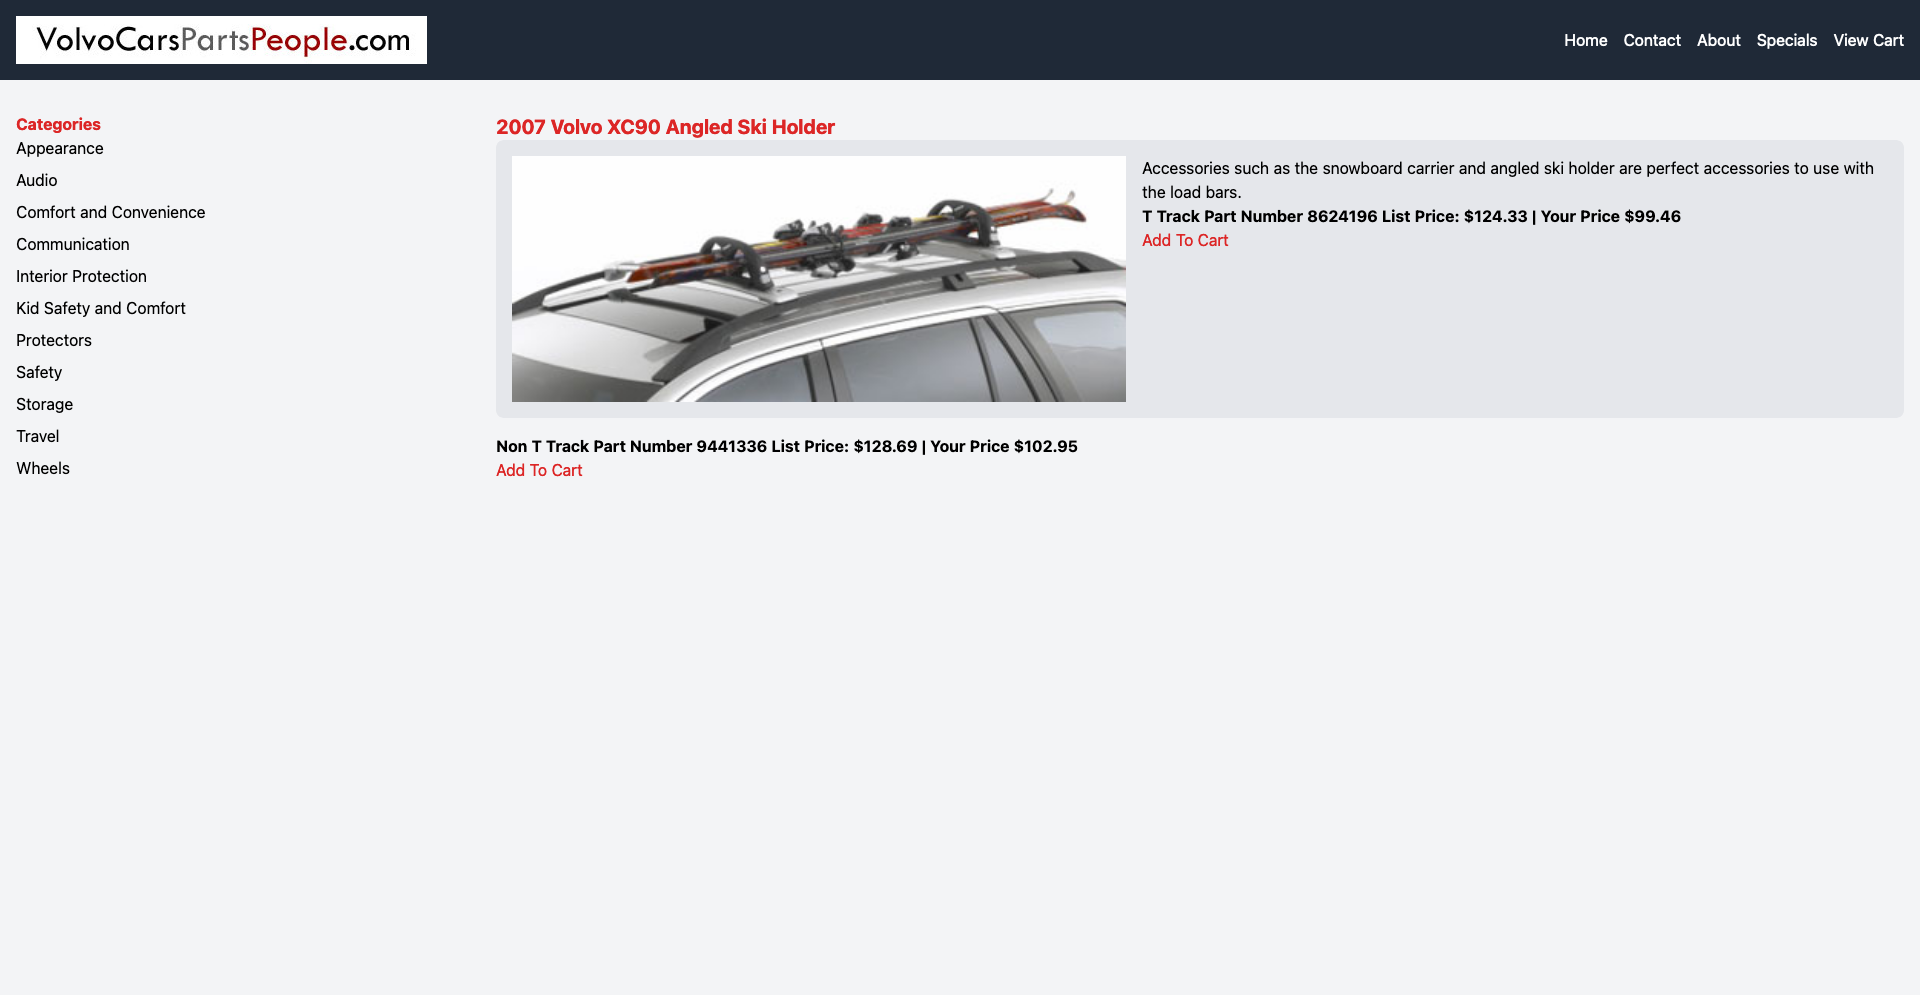 VolvoCarsPartsPeople.com
Home Contact About Specials View Cart
Categories
Appearance
Audio
Comfort and Convenience
Communication
Interior Protection
Kid Safety and Comfort
Protectors
Safety
Storage
Travel
Wheels
2007 Volvo XC90 Angled Ski Holder
Accessories such as the snowboard carrier and angled ski holder are perfect accessories to use with
the load bars.
T Track Part Number 8624196 List Price: $124.33 | Your Price $99.46
Add To Cart
Non T Track Part Number 9441336 List Price: $128.69 | Your Price $102.95
Add To Cart